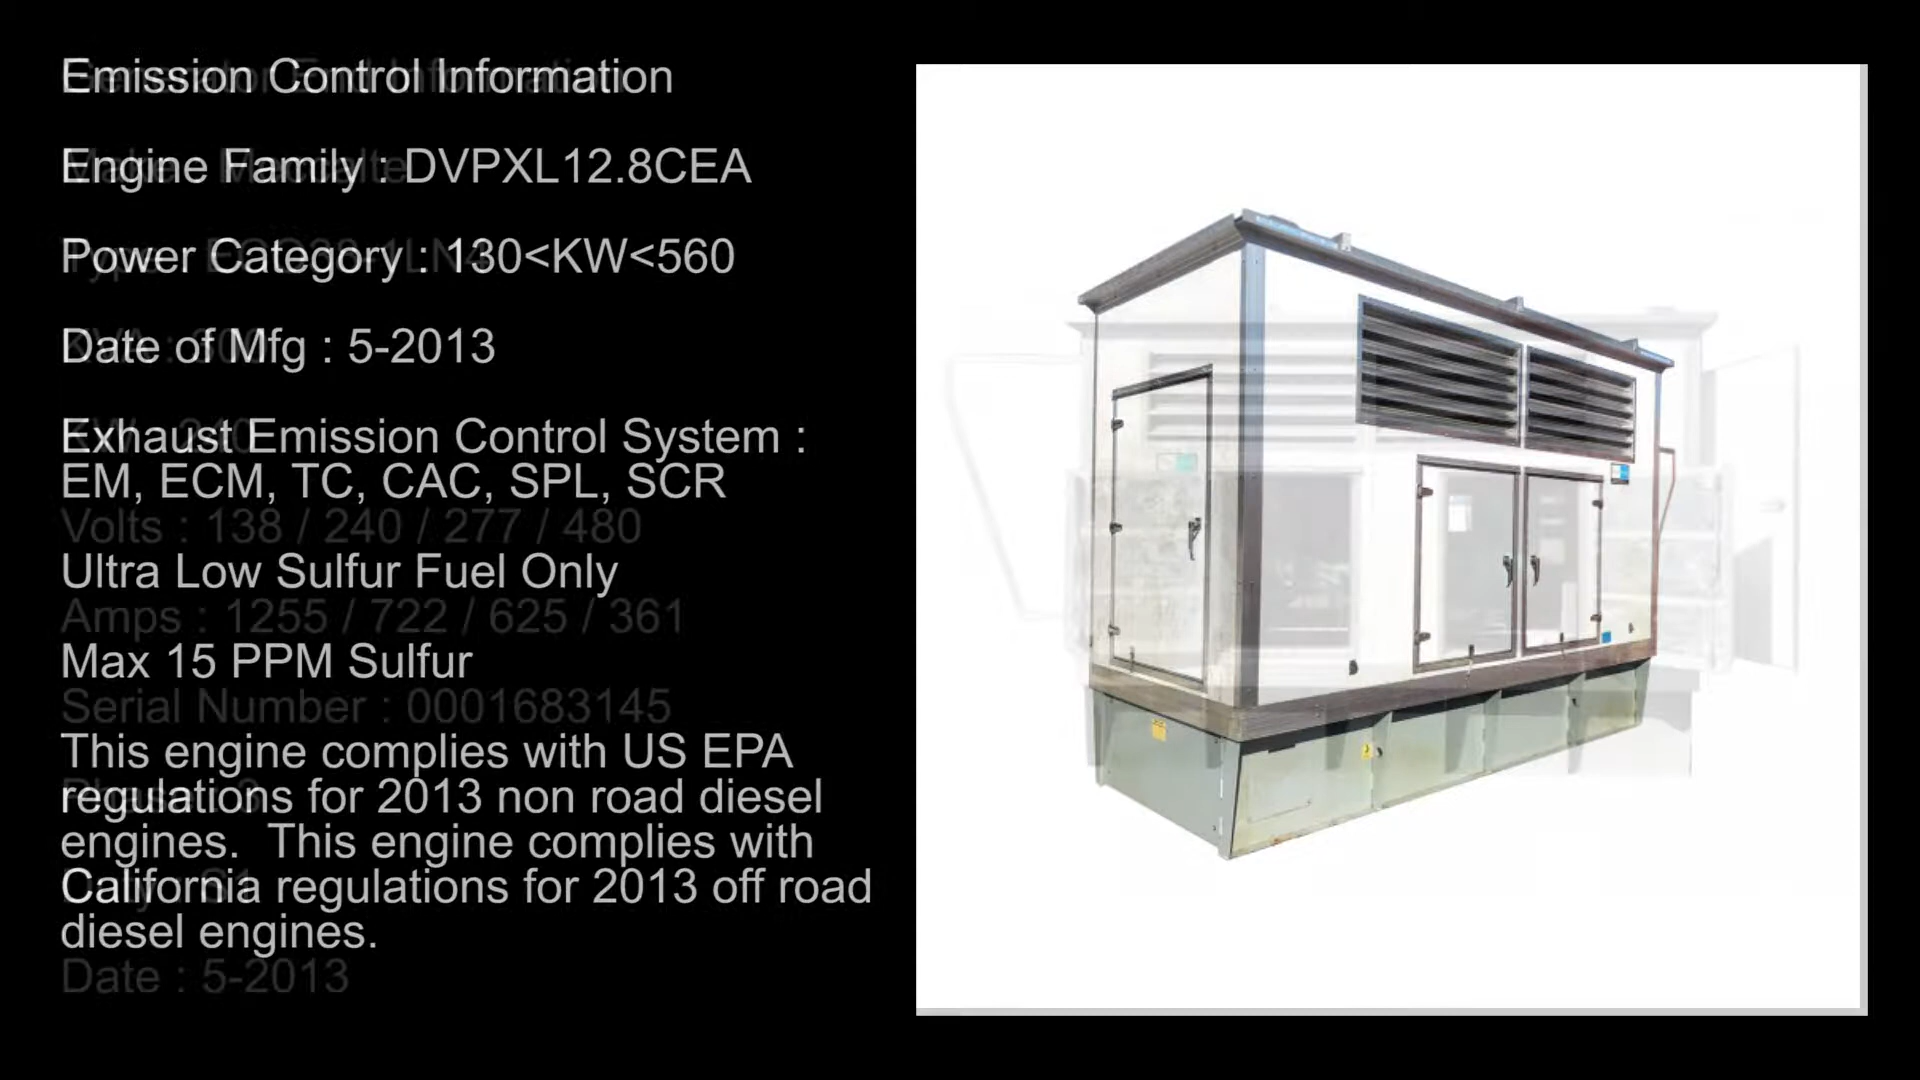 Emission Control Information
Engine Family : DVPXL12.8CEA
Power Category : 130<KW<560
Date of Mfg : 5-2013
Exhaust Emission Control System :
EM, ECM, TC, CAC, SPL, SCR
Volts : 138 / 240 / 277 / 480
Ultra Low Sulfur Fuel Only
Amps : 1255 / 722 / 625 / 361
Max 15 PPM Sulfur
Serial Number : 0001683145
This engine complies with US EPA
regulations for 2013 non road diesel
engines.  This engine complies with
California regulations for 2013 off road
diesel engines.
Date : 5-2013